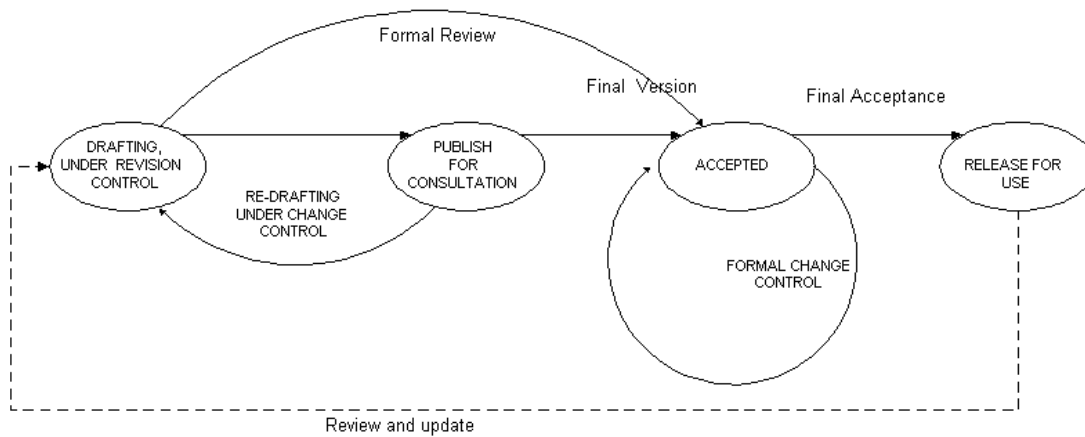 Formal Review
Final Version
Final Acceptance
DRAFTING,
UNDER REVISION
CONTROL
PUBLISH
FOR
CONSULTATION
ACCEPTED
RELEASE FOR
USE
RE-DRAFTING
UNDER CHANGE
CONTROL
FORMAL CHANGE
CONTROL
Review and update